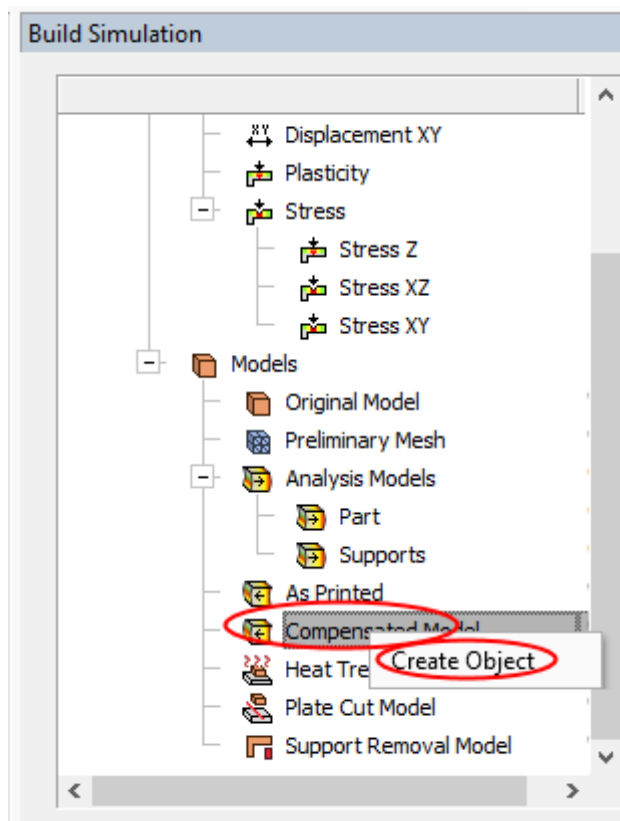 Build Simulation
Displacement XY
Plasticity
Stress
Stress Z
Stress XZ
Stress XY
Models
Original Model
Preliminary Mesh
Analysis Models
Part
Supports
As Printed
Compensated Model
Create Object
Heat Tre
Plate Cut Model
Support Removal Model